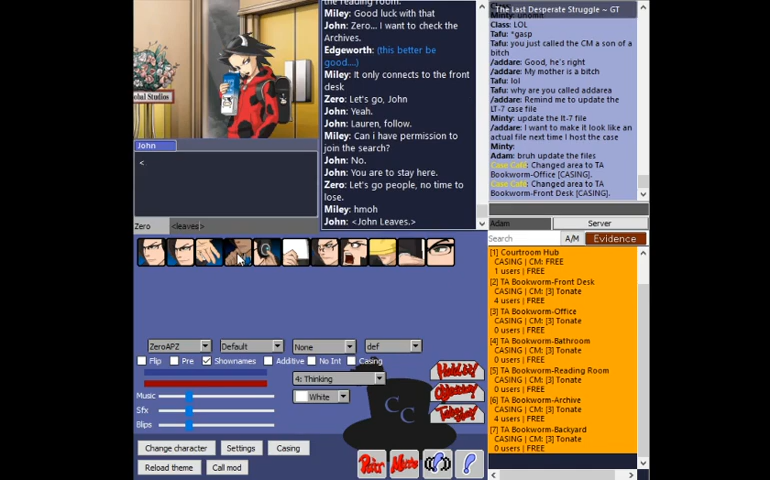 the reading room.
Miley: Good luck with that
John: Zero... I want to check the
Archives.
Edgeworth: (this better be
good....)
Miley: It only connects to the front
desk
Zero: Let's go, John
John: Yeah.
John: Lauren, follow.
Miley: Can i have permission to
join the search?
John: No.
John: You are to stay here.
Zero: Let's go people, no time to
lose.
Miley: hmoh
John: <John Leaves.>
Studios
John
<
Zero
<leaves>
The Last Desperate Struggle ~ GT
Class: LOL
Tafu: *gasp
Tafu: you just called the CM a son of a
bitch
/addare: Good, he's right
/addare: My mother is a bitch
Tafu: lol
Tafu: why are you called addarea
/addare: Remind me to update the
LT-7 case file
Minty: update the lt-7 file
/addare: I want to make it look like an
actual file next time I host the case
Minty:
Adam: bruh update the files
Case Café: Changed area to TA
Bookworm-Office [CASING].
Case Café: Changed area to TA
Bookworm-Front Desk [CASING].
Adam
Server
Search
A/M
Evidence
[1] Courtroom Hub
CASING | CM: FREE
1 users | FREE
[2] TA Bookworm-Front Desk
CASING | CM: [3] Tonate
4 users | FREE
[3] TA Bookworm-Office
CASING | CM: [3] Tonate
0 users | FREE
[4] TA Bookworm-Bathroom
CASING | CM: [3] Tonate
0 users | FREE
[5] TA Bookworm-Reading Room
CASING | CM: [3] Tonate
0 users | FREE
[6] TA Bookworm-Archive
CASING | CM: [3] Tonate
4 users | FREE
[7] TA Bookworm-Backyard
CASING | CM: [3] Tonate
0 users | FREE
ZeroAPZ
Default
None
def
Flip
Pre
Shownames
Additive
No Int
Casing
4: Thinking
White
Music
Sfx
Blips
Hold it!
Objection!
Take that!
CC
Change character
Settings
Casing
Reload theme
Call mod
Pair
Mute